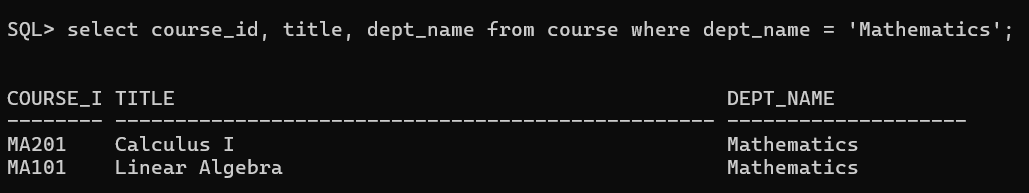 SQL> select course_id, title, dept_name from course where dept_name = 'Mathematics';
COURSE_I TITLE                                              DEPT_NAME
-------- -------------------------------------------------- --------------------
MA201    Calculus I                                         Mathematics
MA101    Linear Algebra                                     Mathematics